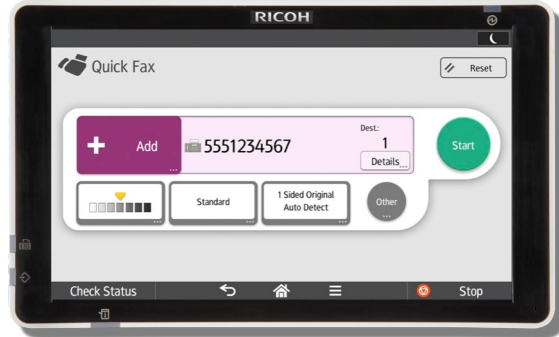 RICOH
Quick Fax
Reset
Add
5551234567
Dest.:
1
Details
Start
Standard
1 Sided Original
Auto Detect
Other
Check Status
Stop